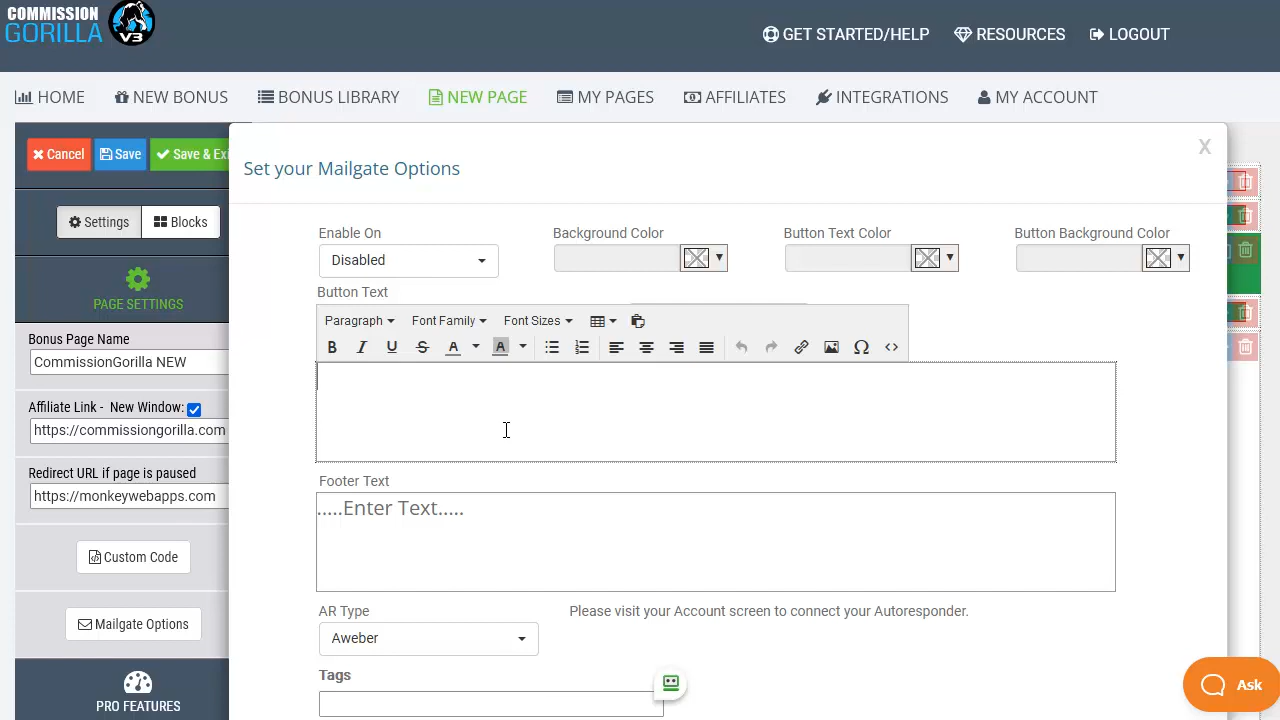 COMMISSION
GORILLA V3
GET STARTED/HELP RESOURCES LOGOUT
HOME NEW BONUS BONUS LIBRARY NEW PAGE MY PAGES AFFILIATES INTEGRATIONS MY ACCOUNT
Cancel Save Save & Exi
Set your Mailgate Options X
Settings Blocks
PAGE SETTINGS
Bonus Page Name
CommissionGorilla NEW
Affiliate Link - New Window:
https://commissiongorilla.com
Redirect URL if page is paused
https://monkeywebapps.com
Custom Code
Mailgate Options
PRO FEATURES
Enable On Background Color Button Text Color Button Background Color
Disabled
Button Text
Paragraph Font Family Font Sizes
B I U S A A
Footer Text
.....Enter Text.....
AR Type Please visit your Account screen to connect your Autoresponder.
Aweber
Tags
Ask